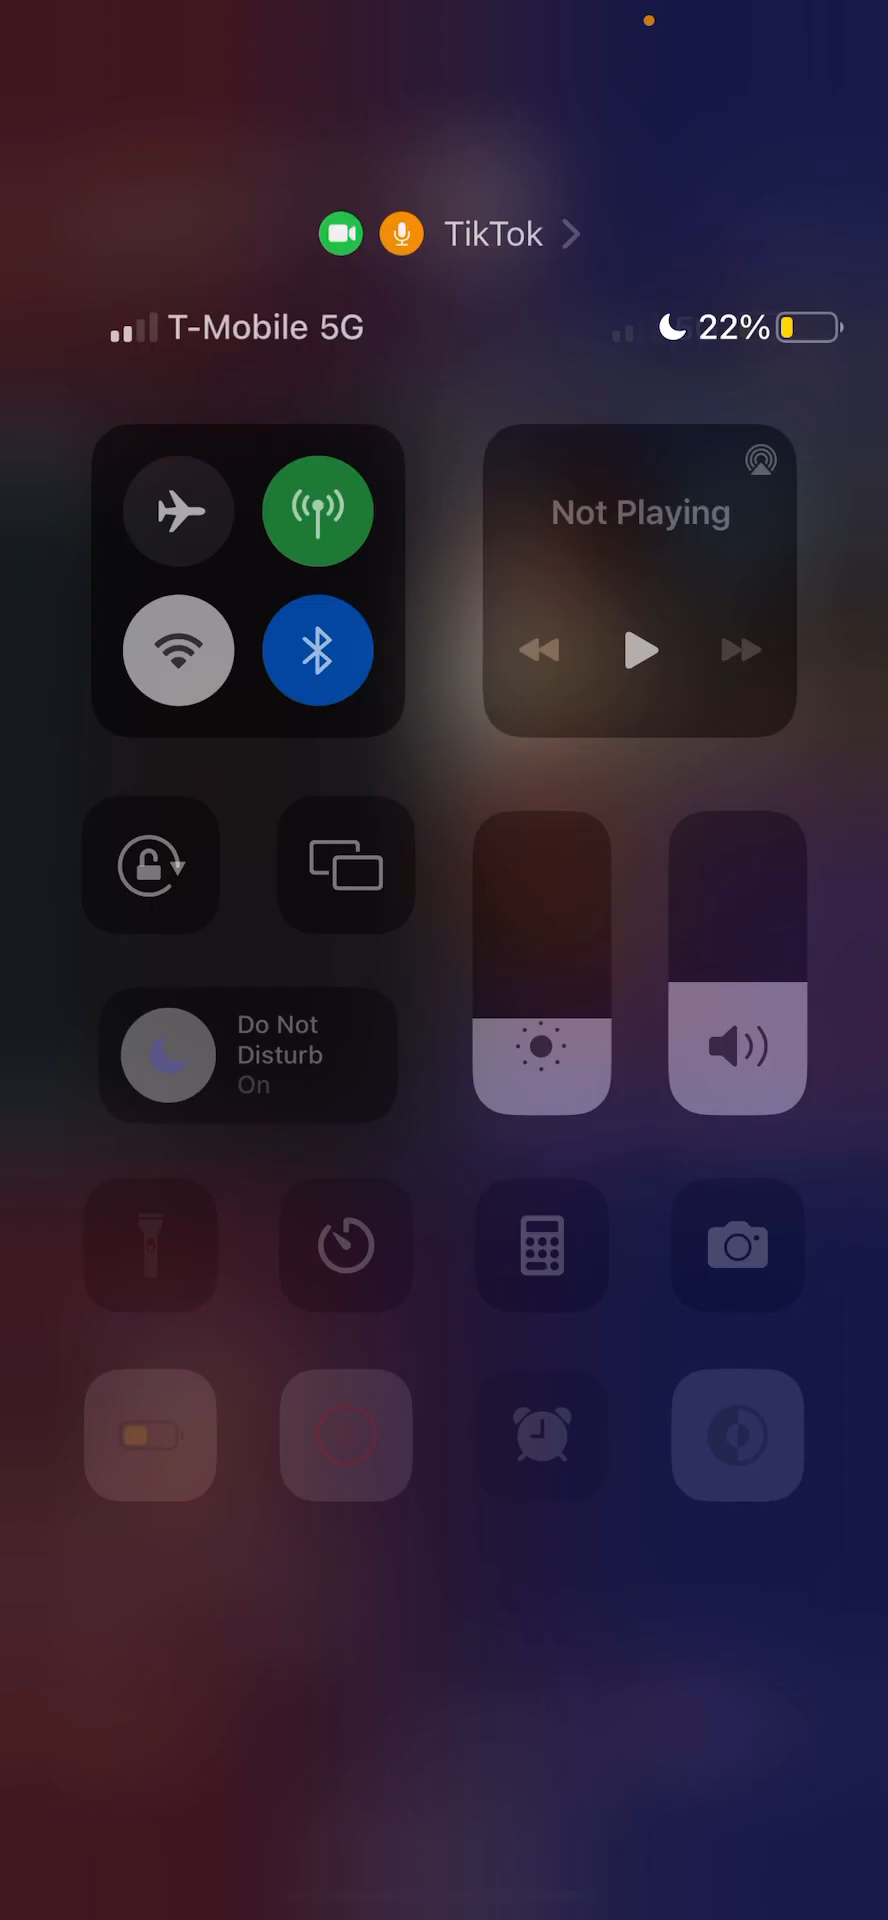 TikTok
T-Mobile 5G
22%
Not Playing
Do Not
Disturb
On